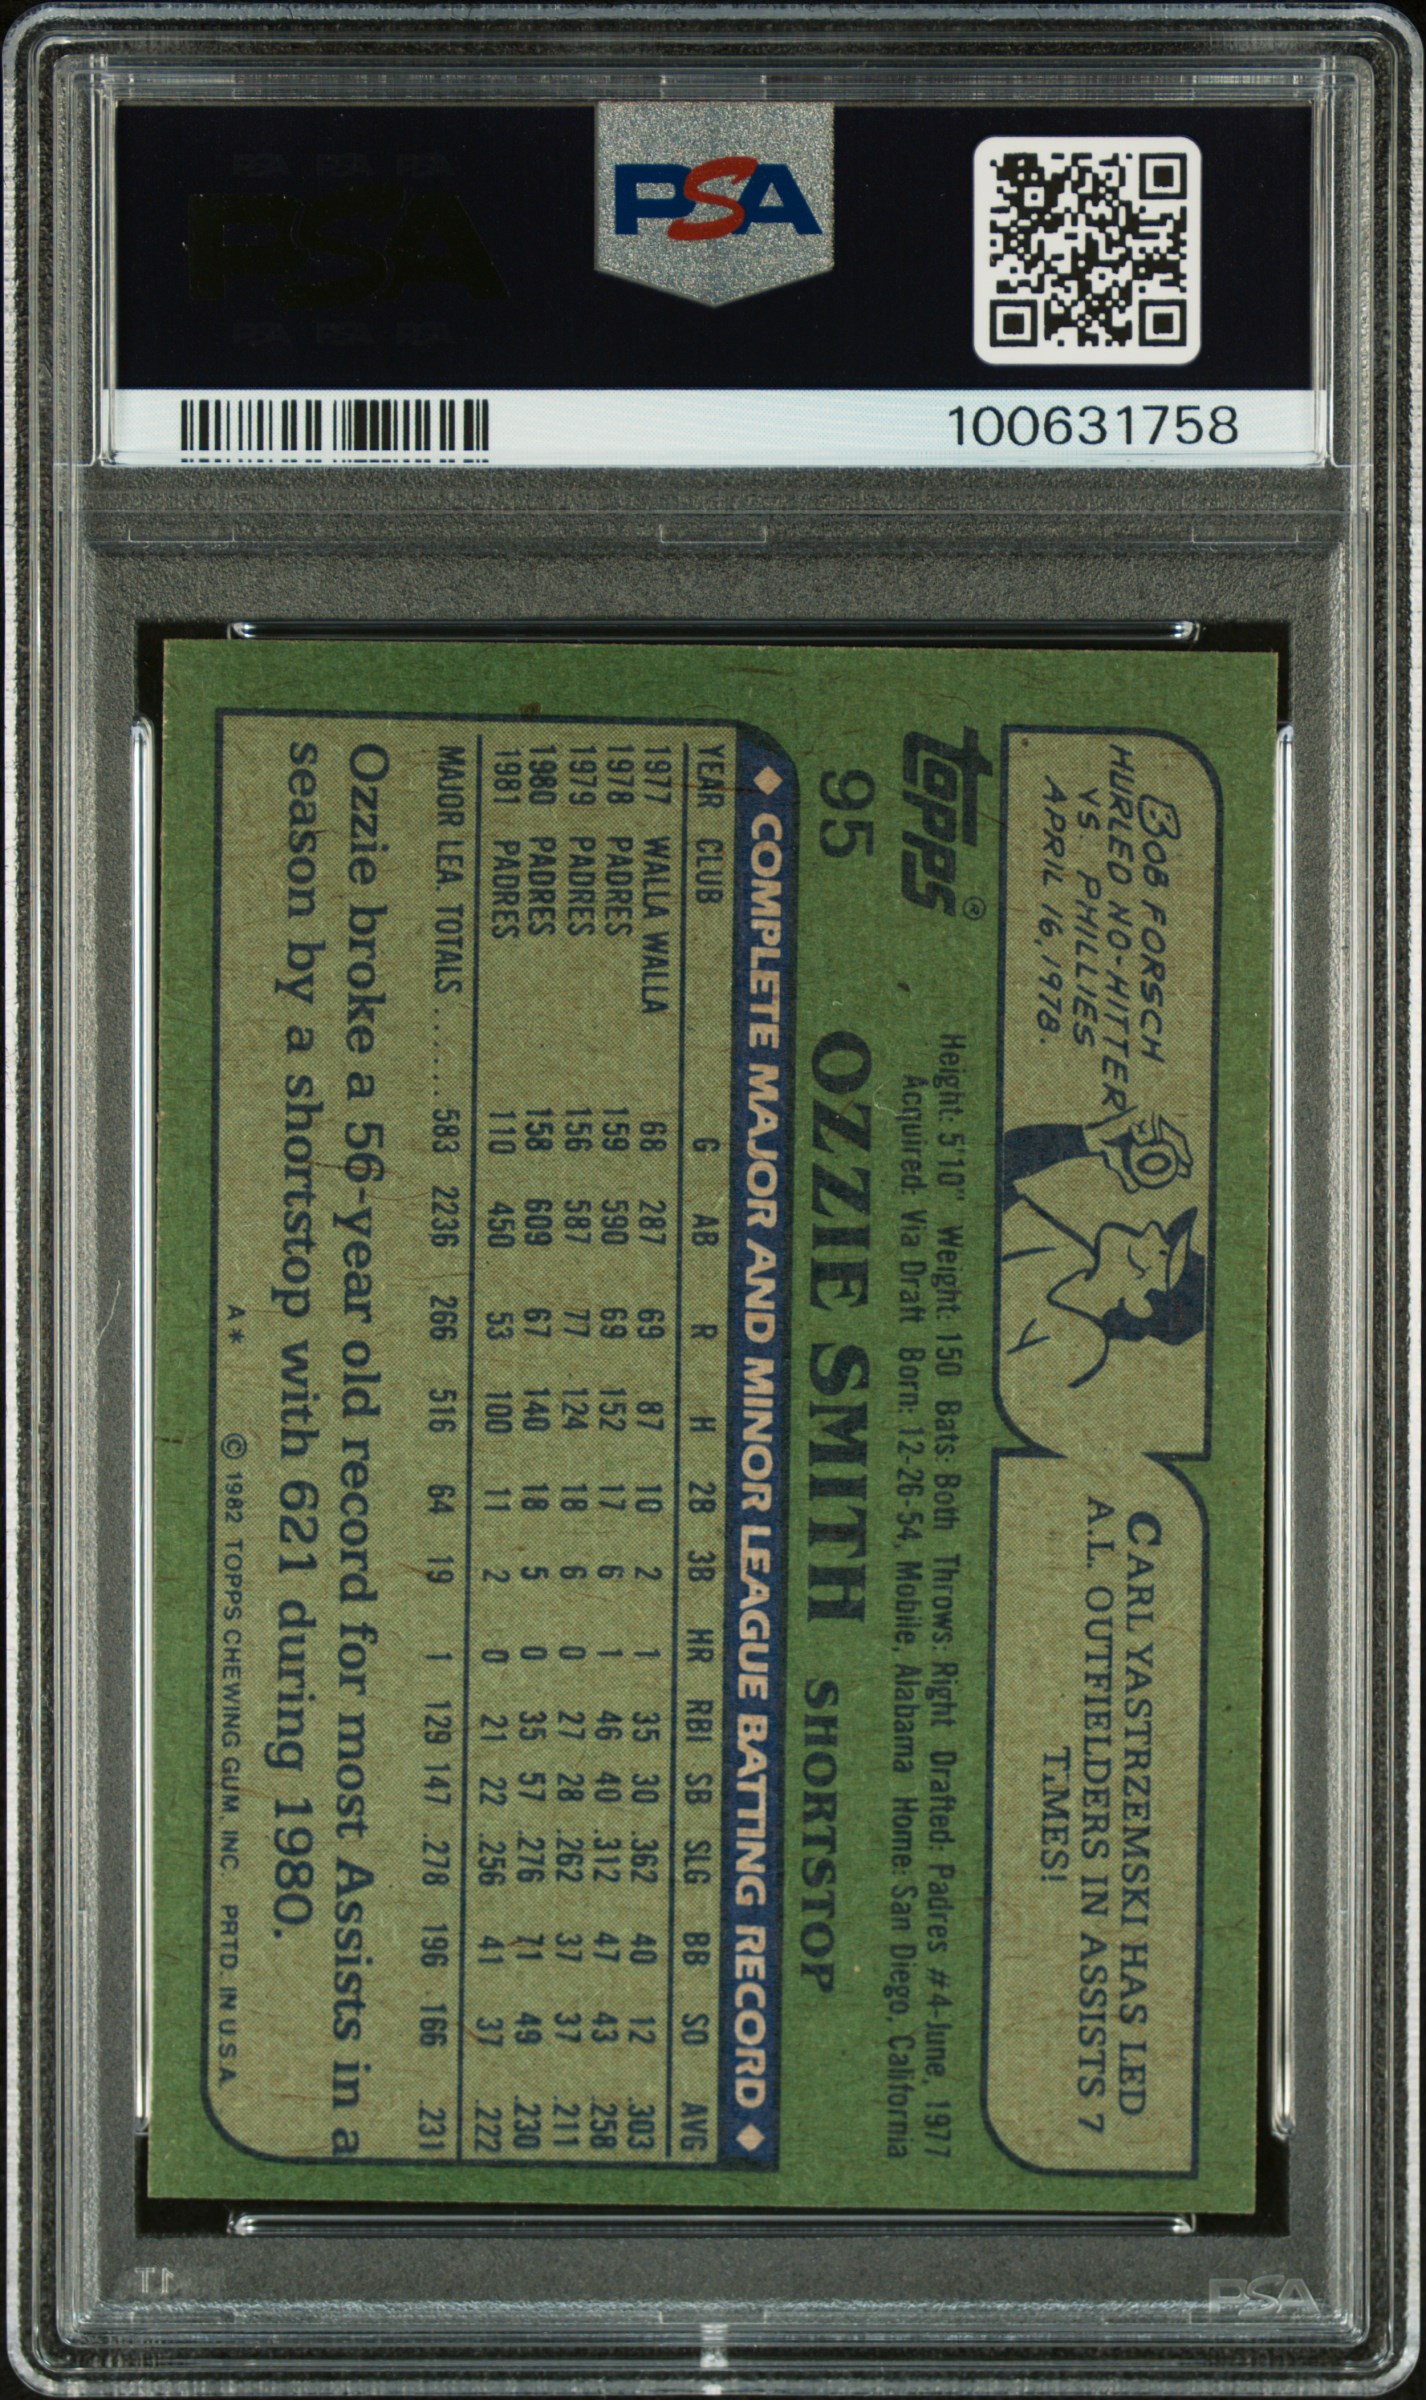 PSA
PSA PSA PSA
PSA
PSA PSA PSA
100631758
BOB FORSCH
HURLED NO-HITTER
VS. PHILLIES
APRIL 16, 1978.
CARL YASTRZEMSKI HAS LED
A.L. OUTFIELDERS IN ASSISTS 7
T.MES!
topps®
95
Height: 5'10" Weight: 150 Bats: Both Throws: Right Drafted: Padres #4-June, 1977
Acquired: Via Draft Born: 12-26-54, Mobile, Alabama Home: San Diego, California
OZZIE SMITH SHORTSTOP
♦ COMPLETE MAJOR AND MINOR LEAGUE BATTING RECORD ♦
YEAR CLUB G AB R H 2B 3B HR RBI SB SLG BB SO AVG
1977 WALLA WALLA 68 287 69 87 10 2 1 35 30 .362 40 12 .303
1978 PADRES 159 590 69 152 17 6 1 46 40 .312 47 43 .258
1979 PADRES 156 587 77 124 18 6 0 27 28 .262 37 37 .211
1980 PADRES 158 609 67 140 18 5 0 35 57 .276 71 49 .230
1981 PADRES 110 450 53 100 11 2 0 21 22 .256 41 37 .222
MAJOR LEA. TOTALS ...... 583 2236 266 516 64 19 1 129 147 .278 196 166 .231
Ozzie broke a 56-year old record for most Assists in a
season by a shortstop with 621 during 1980.
A* © 1982 TOPPS CHEWING GUM, INC. PRTD. IN U.S.A.
PSA